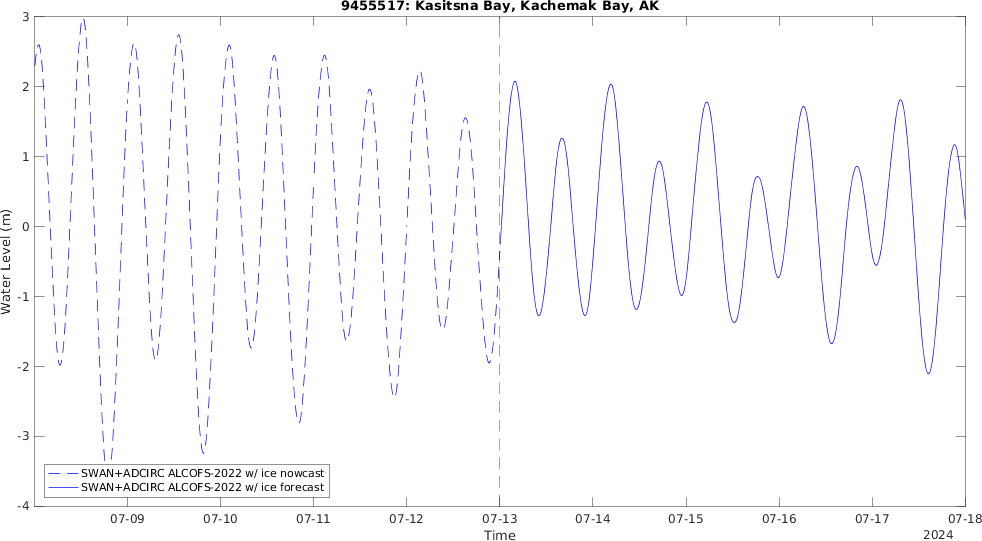 9455517: Kasitsna Bay, Kachemak Bay, AK
3
2
1
0
-1
-2
-3
-4
Water Level (m)
SWAN+ADCIRC ALCOFS-2022 w/ ice nowcast
SWAN+ADCIRC ALCOFS-2022 w/ ice forecast
07-09 07-10 07-11 07-12 07-13 07-14 07-15 07-16 07-17 07-18
Time
2024